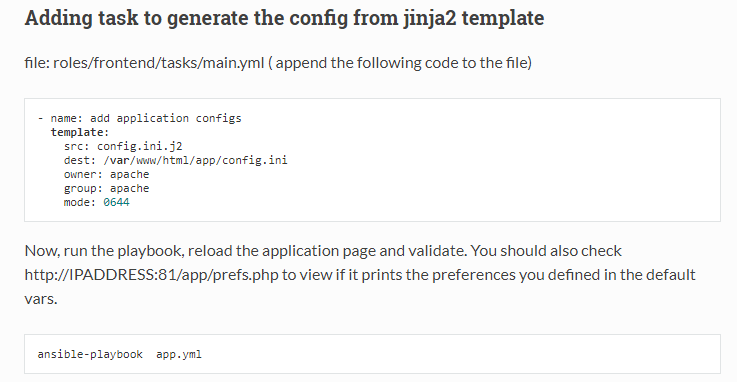 Adding task to generate the config from jinja2 template
file: roles/frontend/tasks/main.yml ( append the following code to the file)
- name: add application configs
  template:
    src: config.ini.j2
    dest: /var/www/html/app/config.ini
    owner: apache
    group: apache
    mode: 0644
Now, run the playbook, reload the application page and validate. You should also check
http://IPADDRESS:81/app/prefs.php to view if it prints the preferences you defined in the default
vars.
ansible-playbook  app.yml